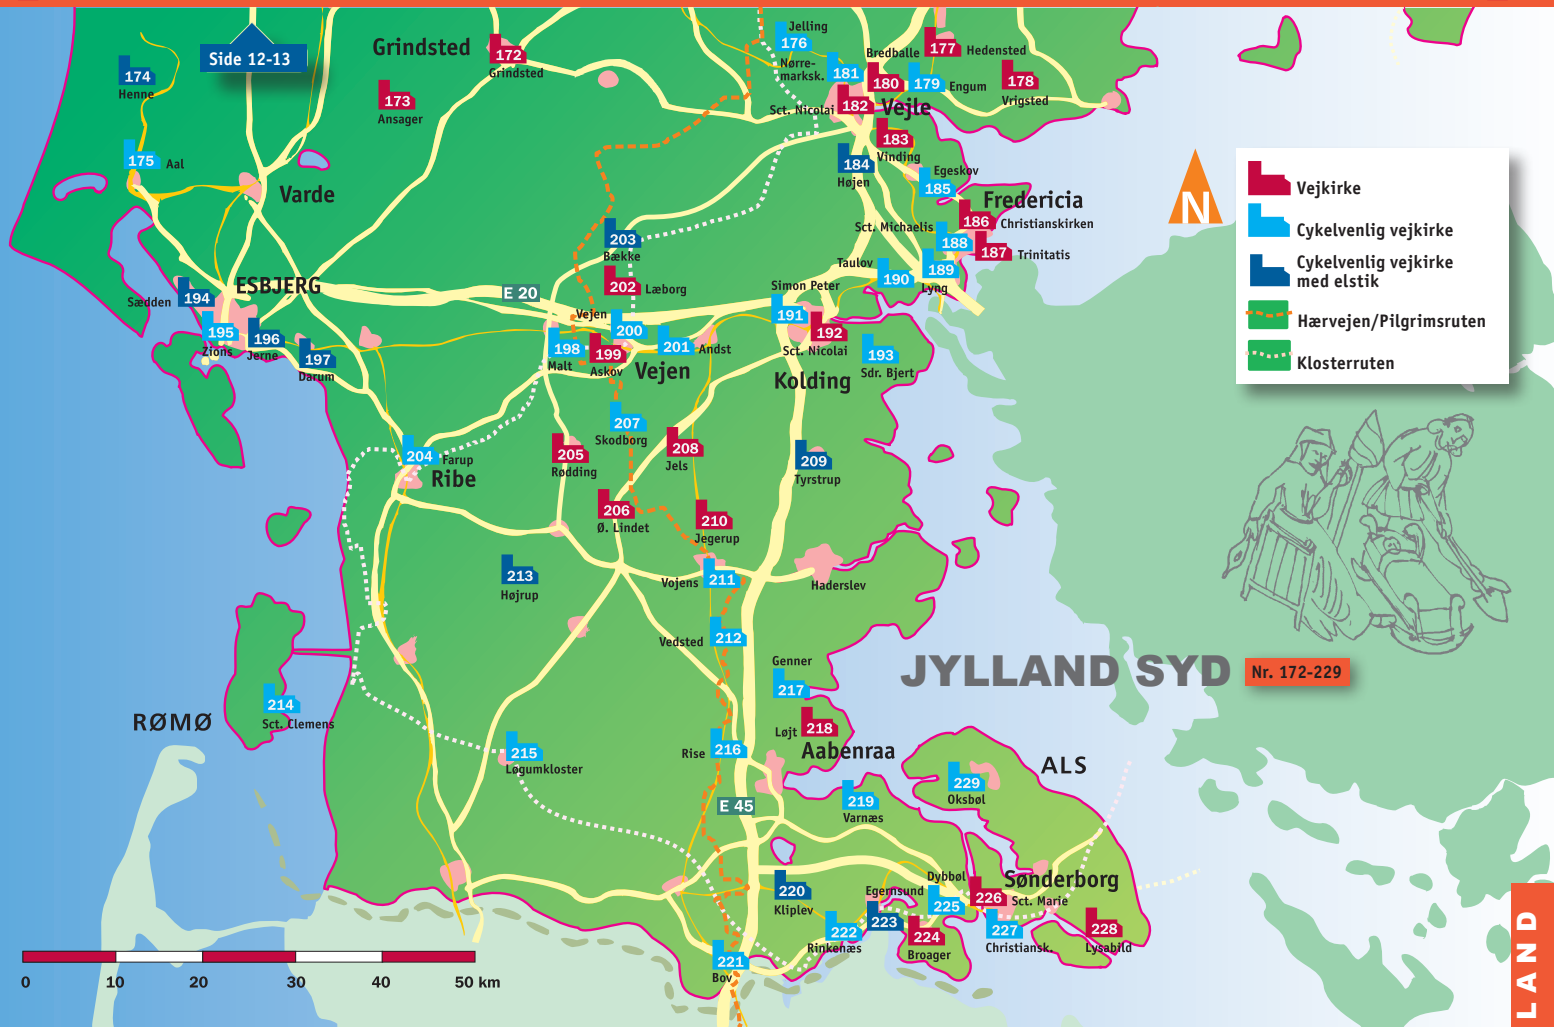 Side 12-13
Grindsted
172
Grindsted
173
Ansager
174
Henne
175
Aal
Varde
Jelling
176
Nørre-
marksk.
181
Bredballe
180
177
Hedensted
179
Engum
178
Vrigsted
Sct. Nicolai
182
Vejle
183
Vinding
184
Højen
Egeskov
185
Fredericia
186
Christianskirken
Sct. Michaelis
188
187
Trinitatis
Taulov
190
189
Lyng
203
Bække
202
Læborg
E 20
Simon Peter
191
192
Sct. Nicolai
Kolding
193
Sdr. Bjert
ESBJERG
Sædden
194
195
Zions
196
Jerne
197
Darum
Vejen
200
198
Malt
199
Askov
201
Andst
Vejen
207
Skodborg
204
Farup
Ribe
205
Rødding
208
Jels
209
Tyrstrup
206
Ø. Lindet
210
Jegerup
213
Højrup
Vojens
211
Haderslev
Vedsted
212
Genner
217
Løjt
218
Aabenraa
214
Sct. Clemens
RØMØ
215
Løgumkloster
Rise
216
E 45
219
Varnæs
229
Oksbøl
ALS
220
Kliplev
Egernsund
223
222
Rinkenæs
Dybbøl
225
226
Sønderborg
Sct. Marie
224
Broager
227
Christiansk.
228
Lysabild
221
Bov
N
Vejkirke
Cykelvenlig vejkirke
Cykelvenlig vejkirke
med elstik
Hærvejen/Pilgrimsruten
Klosterruten
JYLLAND SYD
Nr. 172-229
0 10 20 30 40 50 km
LAND